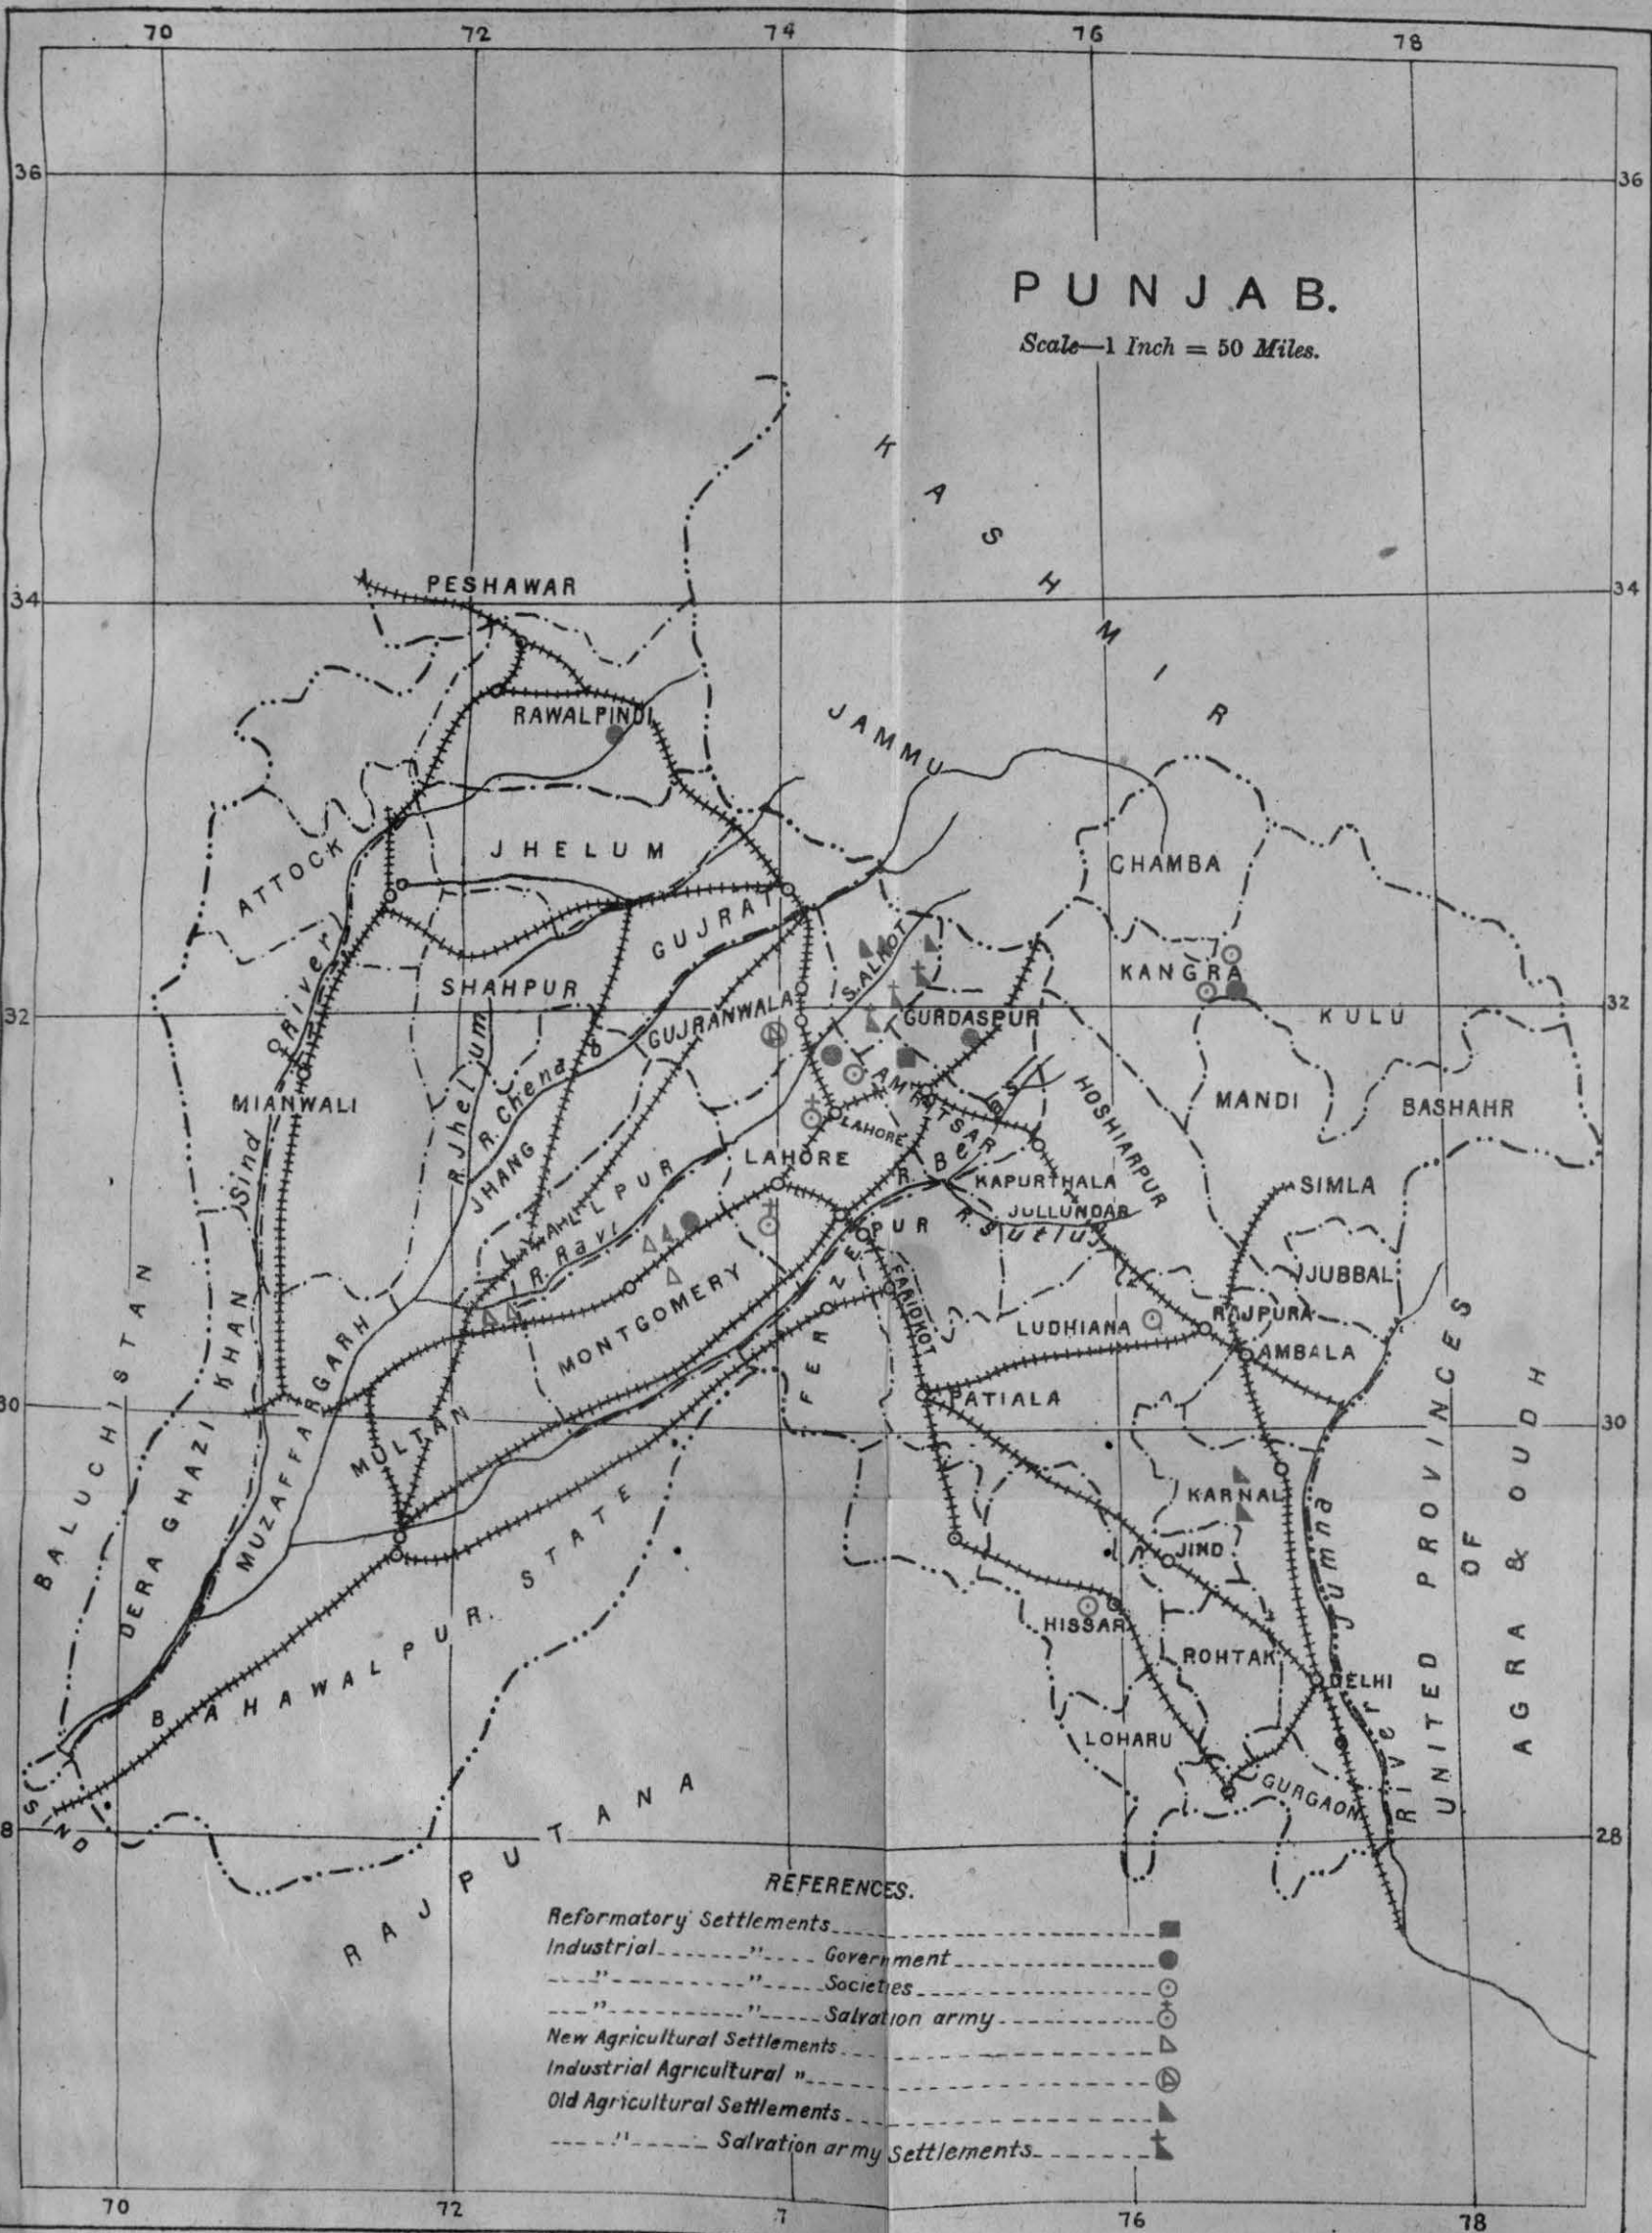 70 72 74 76 78
36 36
PUNJAB.
Scale—1 Inch = 50 Miles.
KASHMIR
PESHAWAR
34 34
RAWALPINDI
JAMMU
ATTOCK
JHELUM
CHAMBA
GUJRAT
SIALKOT
KANGRA
SHAHPUR
32 32
River
GUJRANWALA
GURDASPUR
KULU
R. Jhelum
R. Chenab
MIANWALI
AMRITSAR
HOSHIARPUR
MANDI
BASHAHR
Sind
LAHORE
LAHORE
JHANG
R. Beas
KAPURTHALA
SIMLA
LYALLPUR
R. Ravi
JULLUNDAR
R. Sutluj
FEROZEPUR
FARIDKOT
JUBBAL
MONTGOMERY
LUDHIANA
RAJPURA
AMBALA
BALUCHISTAN
DERA GHAZI KHAN
MUZAFFARGARH
30 30
MULTAN
PATIALA
KARNAL
JIND
BAHAWALPUR STATE
HISSAR
ROHTAK
DELHI
Jumna River
UNITED PROVINCES
OF
AGRA & OUDH
LOHARU
GURGAON
SIND
8 28
RAJPUTANA
REFERENCES.
Reformatory Settlements
Industrial " Government
" " Societies
" " Salvation army
New Agricultural Settlements
Industrial Agricultural "
Old Agricultural Settlements
" Salvation army Settlements
70 72 7 76 78